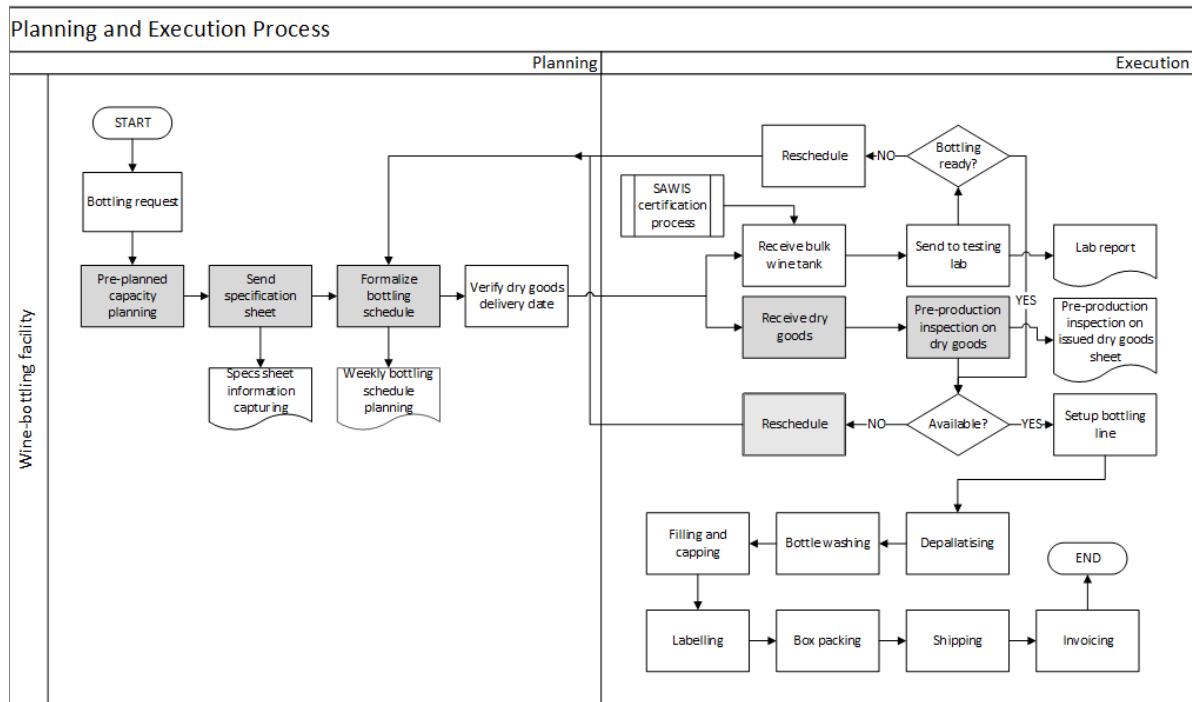 Planning and Execution Process
Planning
Execution
Wine-bottling facility
START
Bottling request
Pre-planned
capacity
planning
Send
specification
sheet
Formalize
bottling
schedule
Verify dry goods
delivery date
Specs sheet
information
capturing
Weekly bottling
schedule
planning
Reschedule
NO
Bottling
ready?
SAWIS
certification
process
Receive bulk
wine tank
Send to testing
lab
Lab report
YES
Receive dry
goods
Pre-production
inspection on
dry goods
Pre-production
inspection on
issued dry goods
sheet
Reschedule
NO
Available?
YES
Setup bottling
line
Filling and
capping
Bottle washing
Depallatising
END
Labelling
Box packing
Shipping
Invoicing